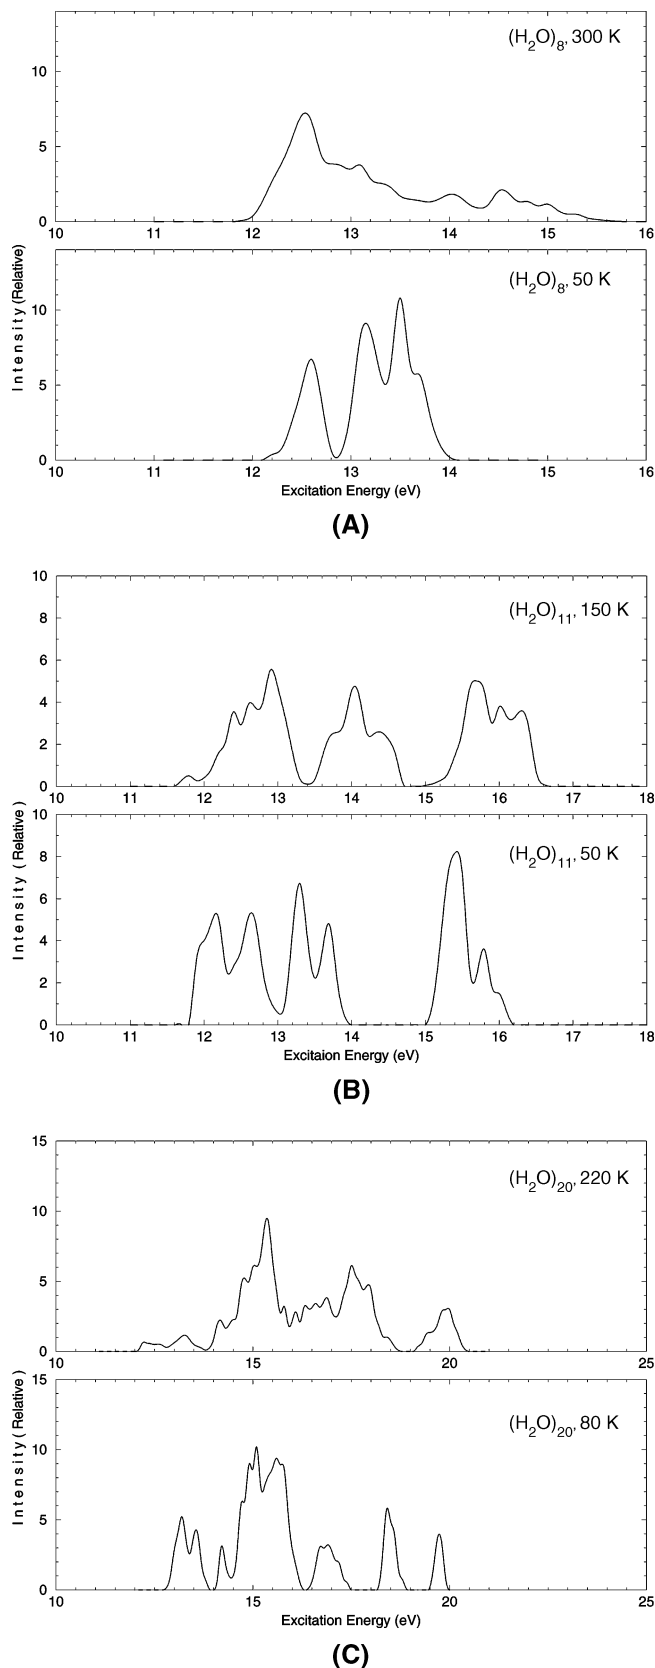 (H2O)8, 300 K
10
5
0
10 11 12 13 14 15 16
(H2O)8, 50 K
10
5
0
10 11 12 13 14 15 16
Intensity (Relative)
Excitation Energy (eV)
(A)
(H2O)11, 150 K
10
8
6
4
2
0
10 11 12 13 14 15 16 17 18
(H2O)11, 50 K
10
8
6
4
2
0
10 11 12 13 14 15 16 17 18
Intensity ( Relative )
Excitaion Energy (eV)
(B)
(H2O)20, 220 K
15
10
5
0
10 15 20 25
(H2O)20, 80 K
15
10
5
0
10 15 20 25
Intensity ( Relative )
Excitation Energy (eV)
(C)